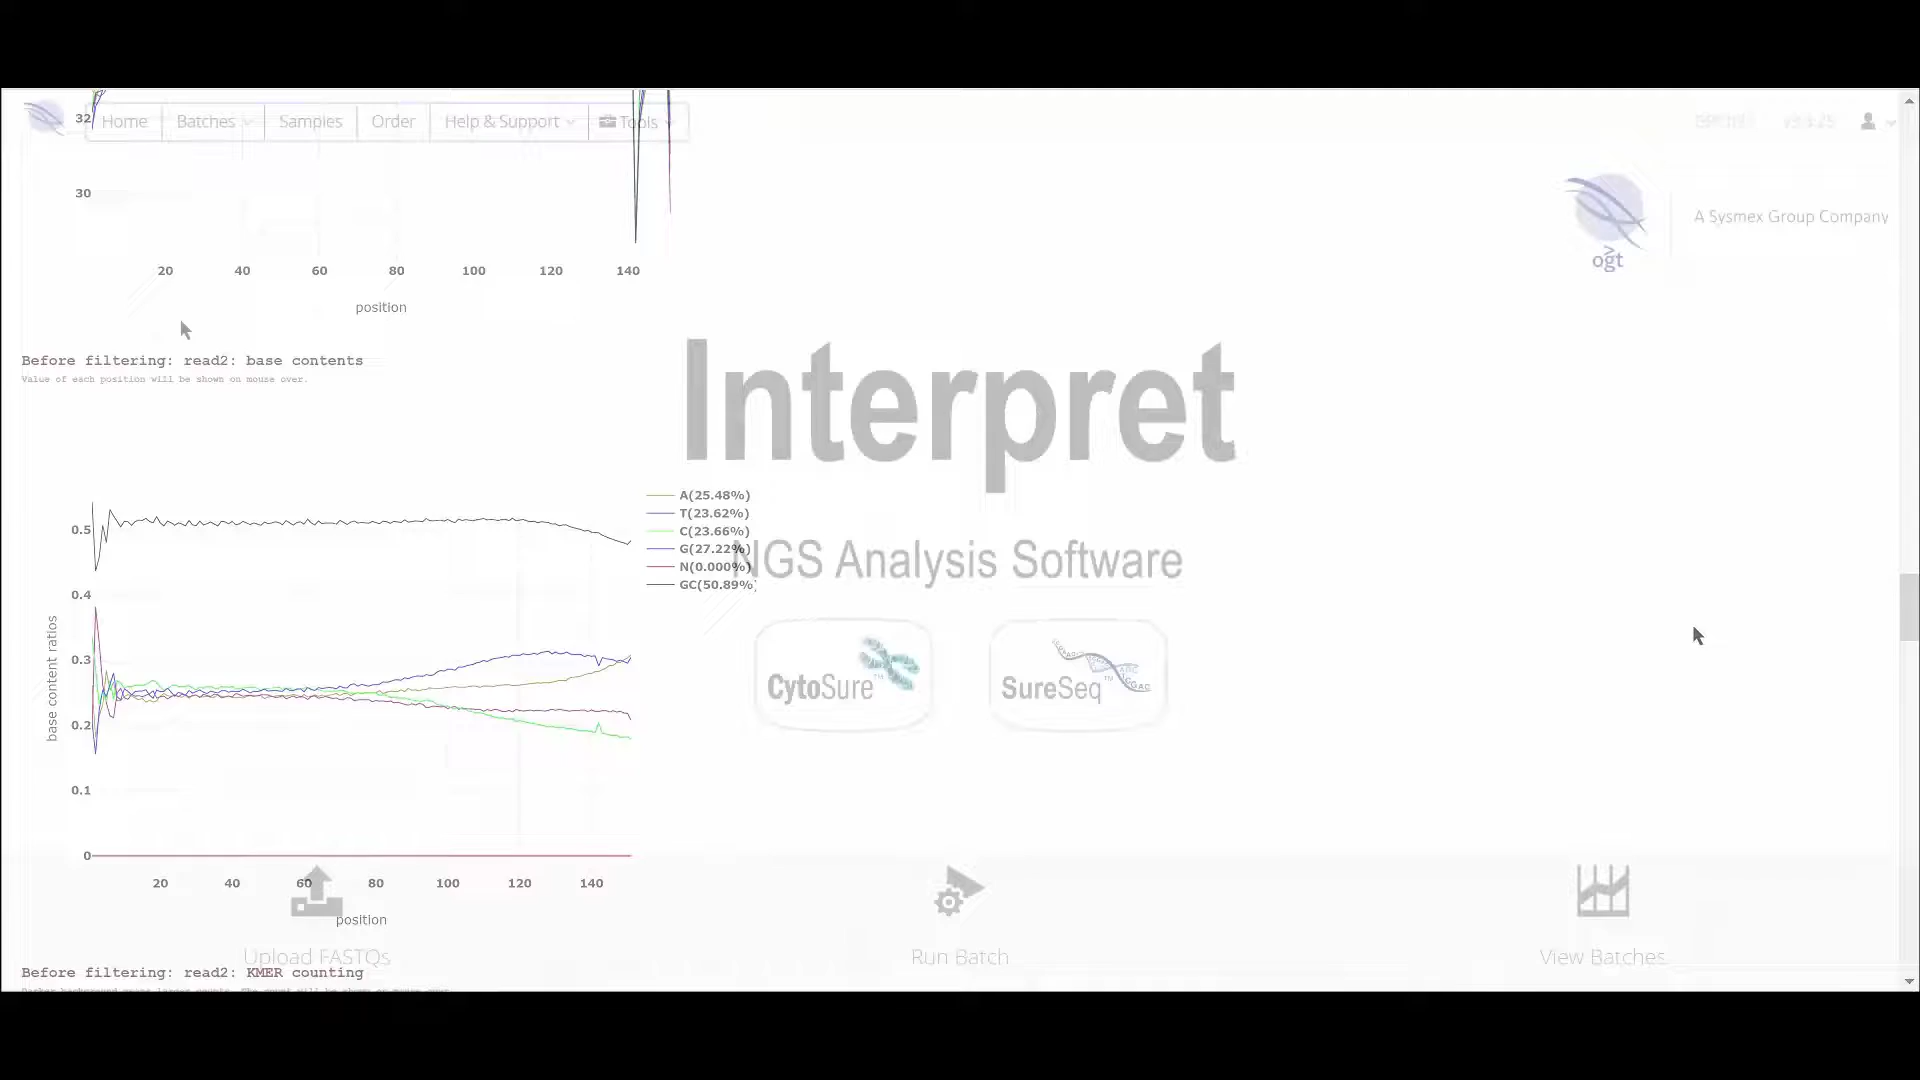 Home Batches Samples Order Help & Support Tools
32
30
20 40 60 80 100 120 140
position
A Sysmex Group Company
ogt
Before filtering: read2: base contents
Value of each position will be shown on mouse over.
Interpret
NGS Analysis Software
CytoSure™
SureSeq™
A(25.48%)
T(23.62%)
C(23.66%)
G(27.22%)
N(0.000%)
GC(50.89%)
base content ratios
0.5
0.4
0.3
0.2
0.1
0
20 40 60 80 100 120 140
position
Upload FASTQs
Run Batch
View Batches
Before filtering: read2: KMER counting